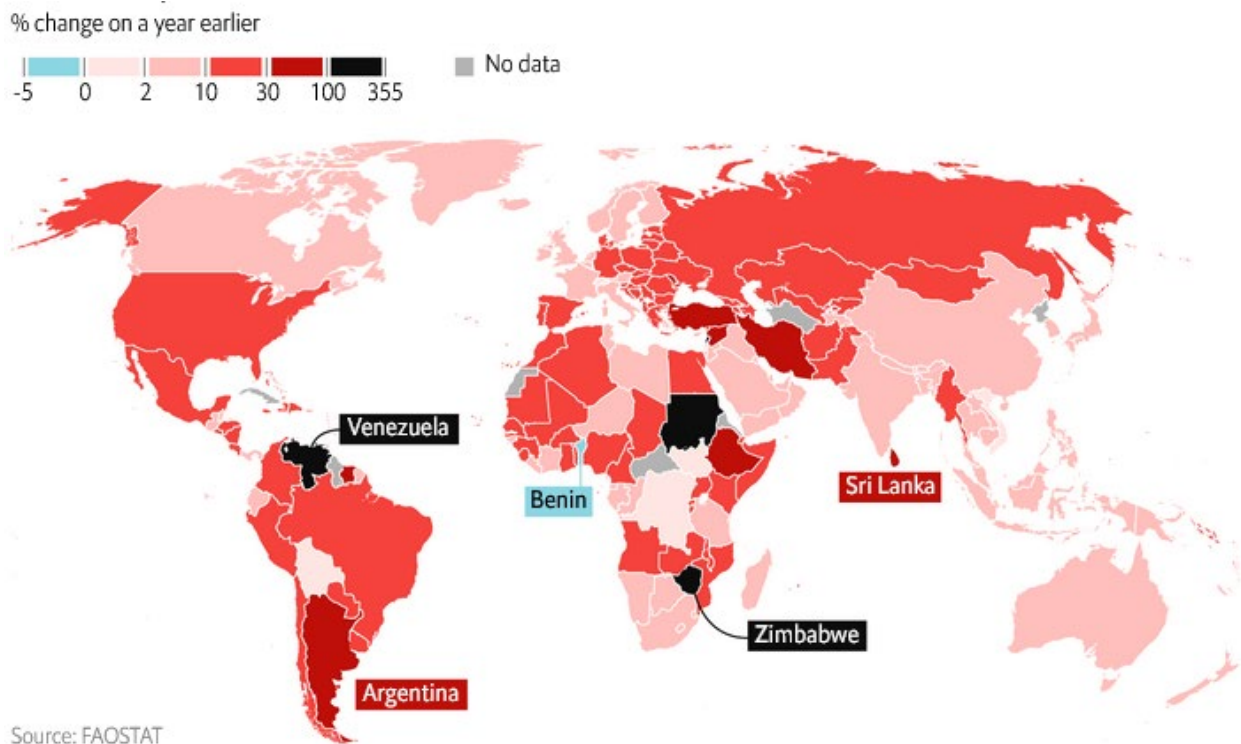 % change on a year earlier
-5 0 2 10 30 100 355
No data
Venezuela
Benin
Sri Lanka
Zimbabwe
Argentina
Source: FAOSTAT